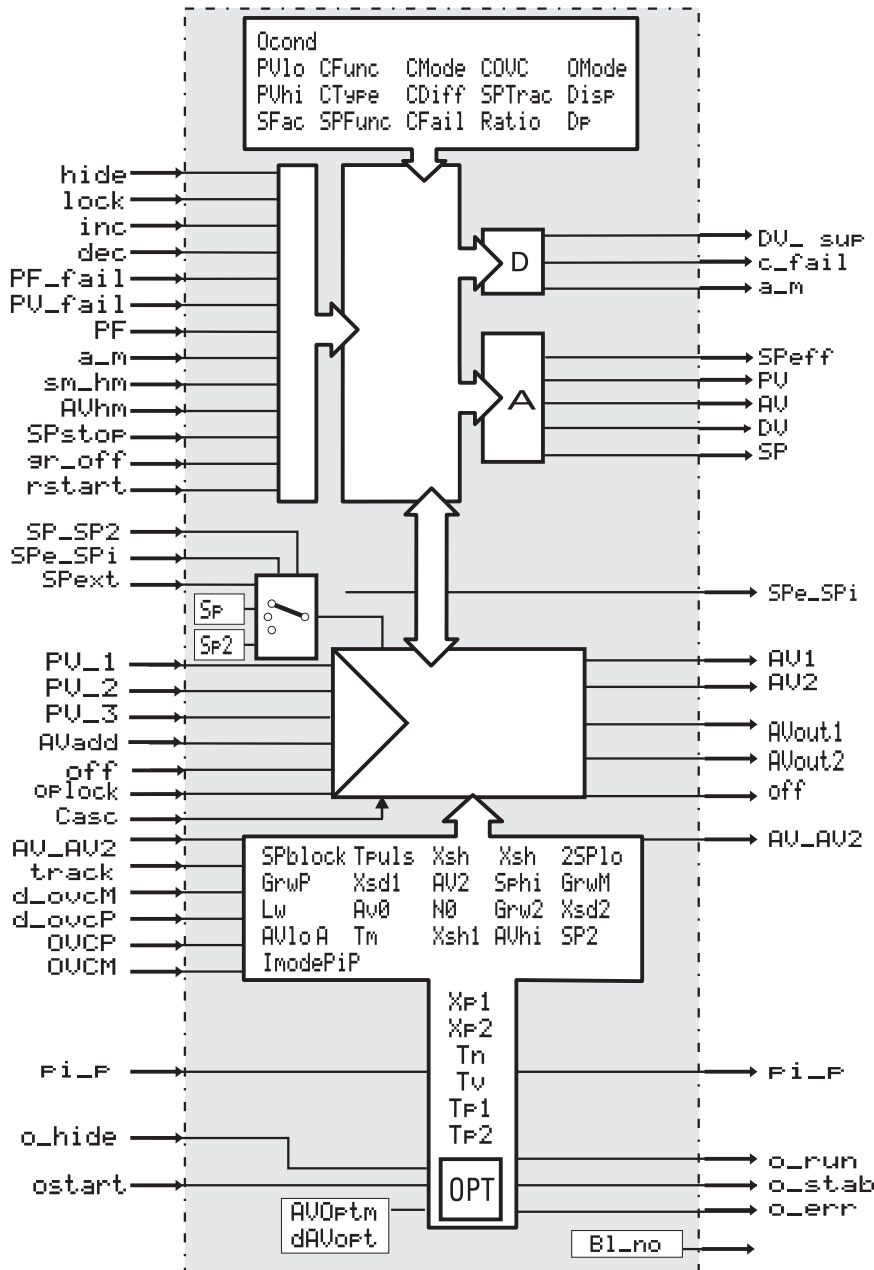 Ocond
PVlo CFunc CMode COVC OMode
PVhi CType CDiff SPTrac Disp
SFac SPFunc CFail Ratio Dp
hide
lock
inc
dec
PF_fail
PV_fail
PF
a_m
sm_hm
AVhm
SPstop
gr_off
rstart
D
DV_ sup
c_fail
a_m
A
SPeff
PV
AV
DV
SP
SP_SP2
SPe_SPi
SPext
Sp
Sp2
SPe_SPi
PV_1
PV_2
PV_3
AVadd
off
oplock
Casc
AV1
AV2
AVout1
AVout2
off
AV_AV2
AV_AV2
track
d_ovcM
d_ovcP
OVCP
OVCM
SPblock Tpuls Xsh Xsh 2SPlo
GrwP Xsd1 AV2 Sphi GrwM
Lw Av0 N0 Grw2 Xsd2
AVlo A Tm Xsh1 AVhi SP2
ImodePiP
Xp1
Xp2
Tn
Tv
Tp1
Tp2
pi_p
pi_p
o_hide
ostart
OPT
AVOptm
dAVopt
o_run
o_stab
o_err
Bl_no